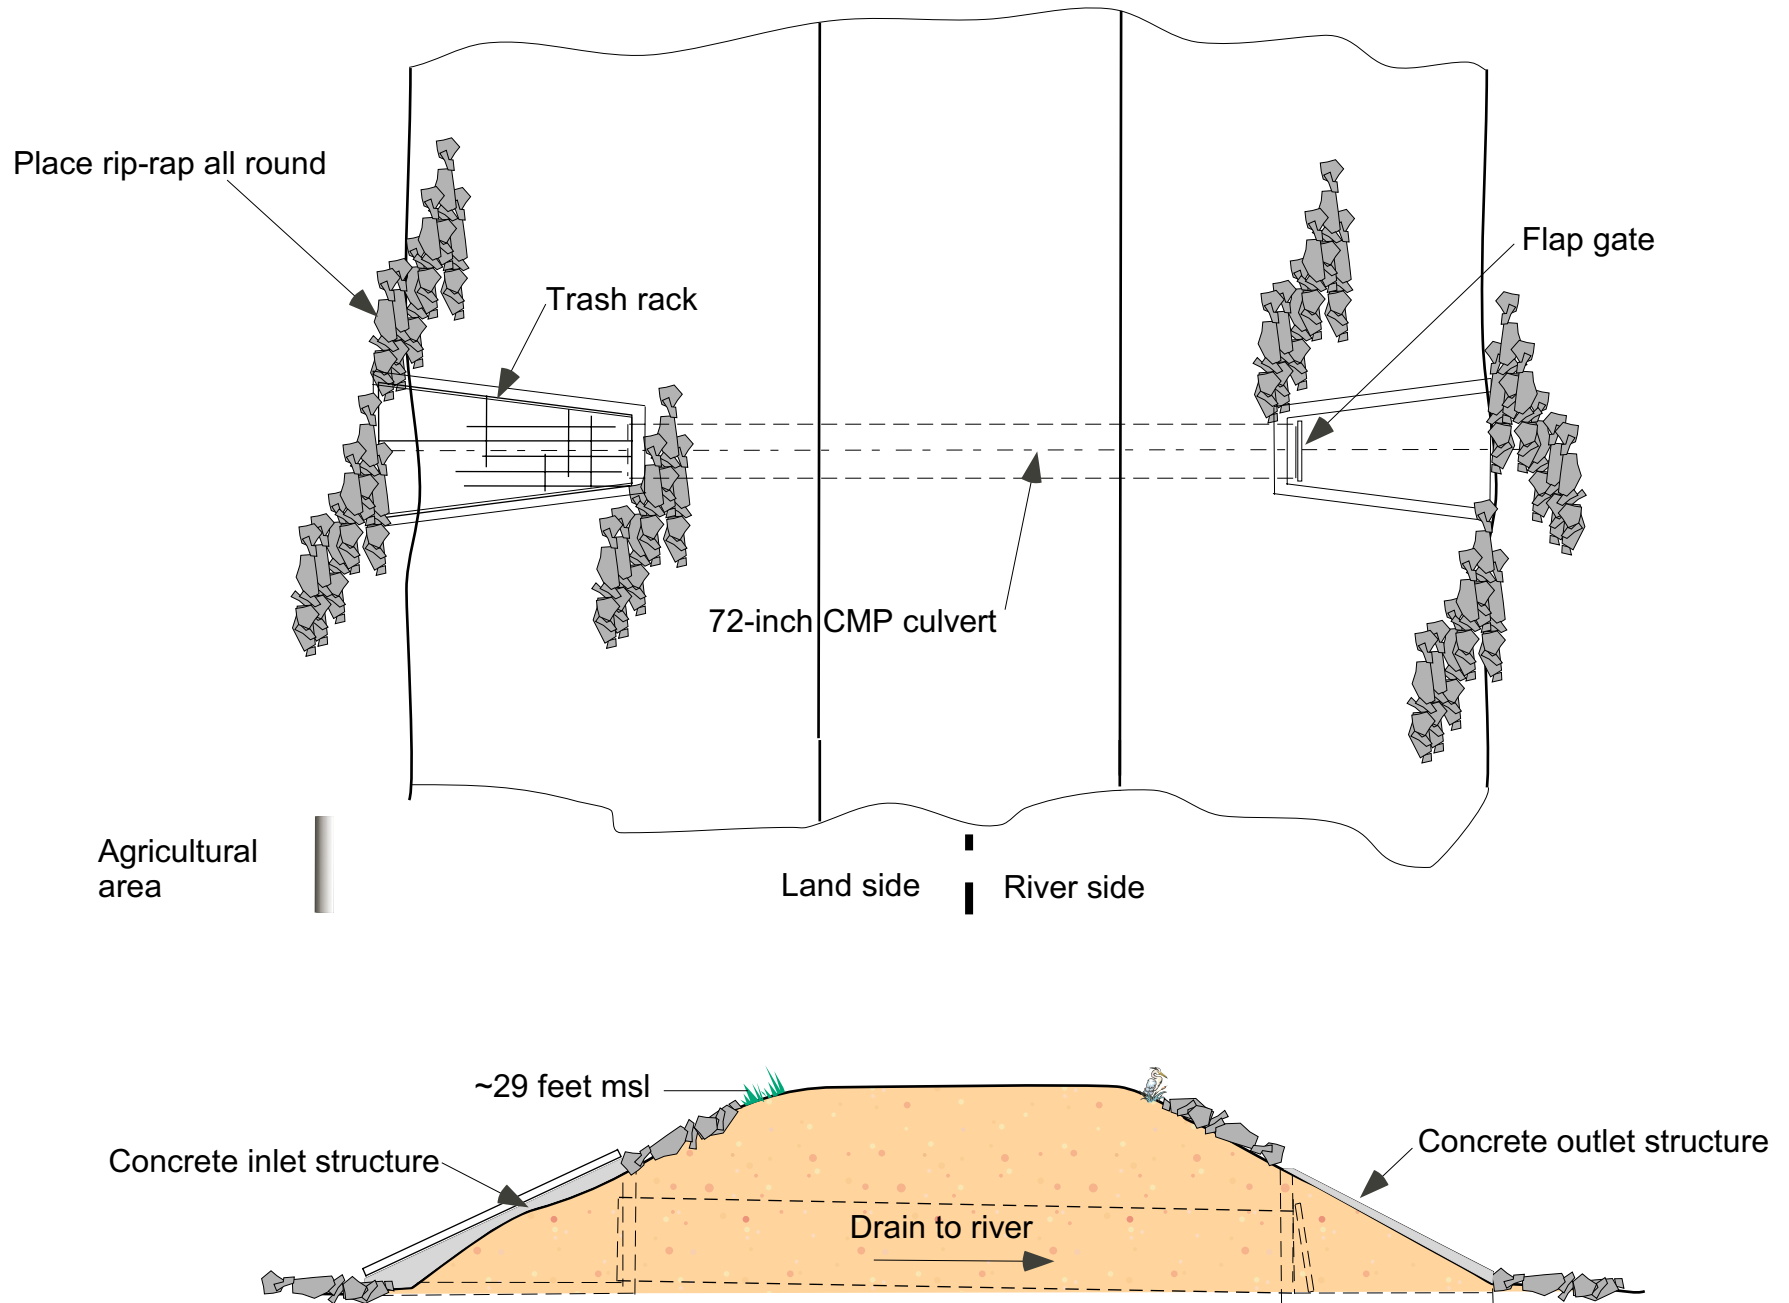 Place rip-rap all round
Flap gate
Trash rack
72-inch CMP culvert
Agricultural
area
Land side
River side
~29 feet msl
Concrete inlet structure
Concrete outlet structure
Drain to river